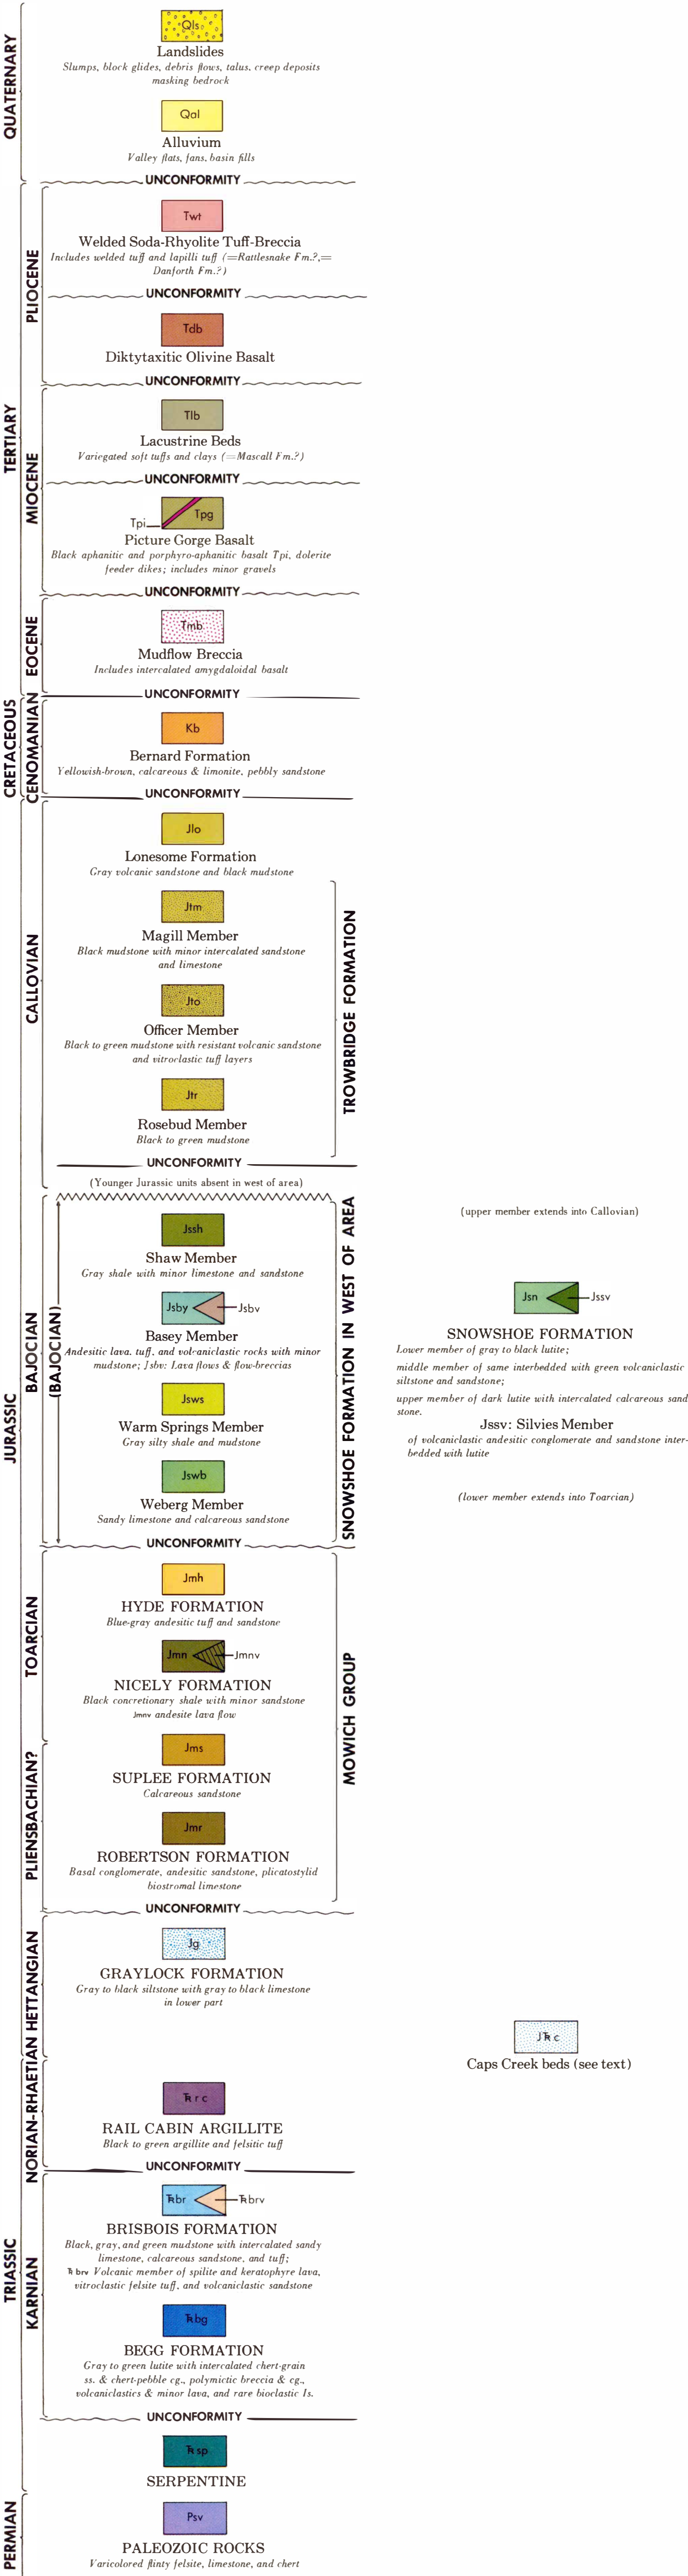 QUATERNARY
Qls
Landslides
Slumps, block glides, debris flows, talus, creep deposits
masking bedrock
Qal
Alluvium
Valley flats, fans, basin fills
UNCONFORMITY
TERTIARY
PLIOCENE
Twt
Welded Soda-Rhyolite Tuff-Breccia
Includes welded tuff and lapilli tuff (=Rattlesnake Fm.?,=
Danforth Fm.?)
UNCONFORMITY
Tdb
Diktytaxitic Olivine Basalt
UNCONFORMITY
MIOCENE
Tlb
Lacustrine Beds
Variegated soft tuffs and clays (=Mascall Fm.?)
UNCONFORMITY
Tpi
Tpg
Picture Gorge Basalt
Black aphanitic and porphyro-aphanitic basalt Tpi, dolerite
feeder dikes; includes minor gravels
UNCONFORMITY
EOCENE
Tmb
Mudflow Breccia
Includes intercalated amygdaloidal basalt
UNCONFORMITY
CRETACEOUS
CENOMANIAN
Kb
Bernard Formation
Yellowish-brown, calcareous & limonite, pebbly sandstone
UNCONFORMITY
JURASSIC
CALLOVIAN
Jlo
Lonesome Formation
Gray volcanic sandstone and black mudstone
TROWBRIDGE FORMATION
Jtm
Magill Member
Black mudstone with minor intercalated sandstone
and limestone
Jto
Officer Member
Black to green mudstone with resistant volcanic sandstone
and vitroclastic tuff layers
Jtr
Rosebud Member
Black to green mudstone
UNCONFORMITY
(Younger Jurassic units absent in west of area)
BAJOCIAN
(BAJOCIAN)
SNOWSHOE FORMATION IN WEST OF AREA
Jssh
Shaw Member
Gray shale with minor limestone and sandstone
Jsby
Jsbv
Basey Member
Andesitic lava, tuff, and volcaniclastic rocks with minor
mudstone; Jsbv: Lava flows & flow-breccias
Jsws
Warm Springs Member
Gray silty shale and mudstone
Jswb
Weberg Member
Sandy limestone and calcareous sandstone
UNCONFORMITY
(upper member extends into Callovian)
Jsn
Jssv
SNOWSHOE FORMATION
Lower member of gray to black lutite;
middle member of same interbedded with green volcaniclastic
siltstone and sandstone;
upper member of dark lutite with intercalated calcareous sand
stone.
Jssv: Silvies Member
of volcaniclastic andesitic conglomerate and sandstone inter-
bedded with lutite
(lower member extends into Toarcian)
TOARCIAN
MOWICH GROUP
Jmh
HYDE FORMATION
Blue-gray andesitic tuff and sandstone
Jmn
Jmnv
NICELY FORMATION
Black concretionary shale with minor sandstone
Jmnv andesite lava flow
PLIENSBACHIAN?
Jms
SUPLEE FORMATION
Calcareous sandstone
Jmr
ROBERTSON FORMATION
Basal conglomerate, andesitic sandstone, plicatostylid
biostromal limestone
UNCONFORMITY
HETTANGIAN
Jg
GRAYLOCK FORMATION
Gray to black siltstone with gray to black limestone
in lower part
JTRc
Caps Creek beds (see text)
TRIASSIC
NORIAN-RHAETIAN
TRrc
RAIL CABIN ARGILLITE
Black to green argillite and felsitic tuff
UNCONFORMITY
KARNIAN
TRbr
TRbrv
BRISBOIS FORMATION
Black, gray, and green mudstone with intercalated sandy
limestone, calcareous sandstone, and tuff;
TRbrv Volcanic member of spilite and keratophyre lava,
vitroclastic felsite tuff, and volcaniclastic sandstone
TRbg
BEGG FORMATION
Gray to green lutite with intercalated chert-grain
ss. & chert-pebble cg., polymictic breccia & cg.,
volcaniclastics & minor lava, and rare bioclastic ls.
UNCONFORMITY
TRsp
SERPENTINE
PERMIAN
Psv
PALEOZOIC ROCKS
Varicolored flinty felsite, limestone, and chert